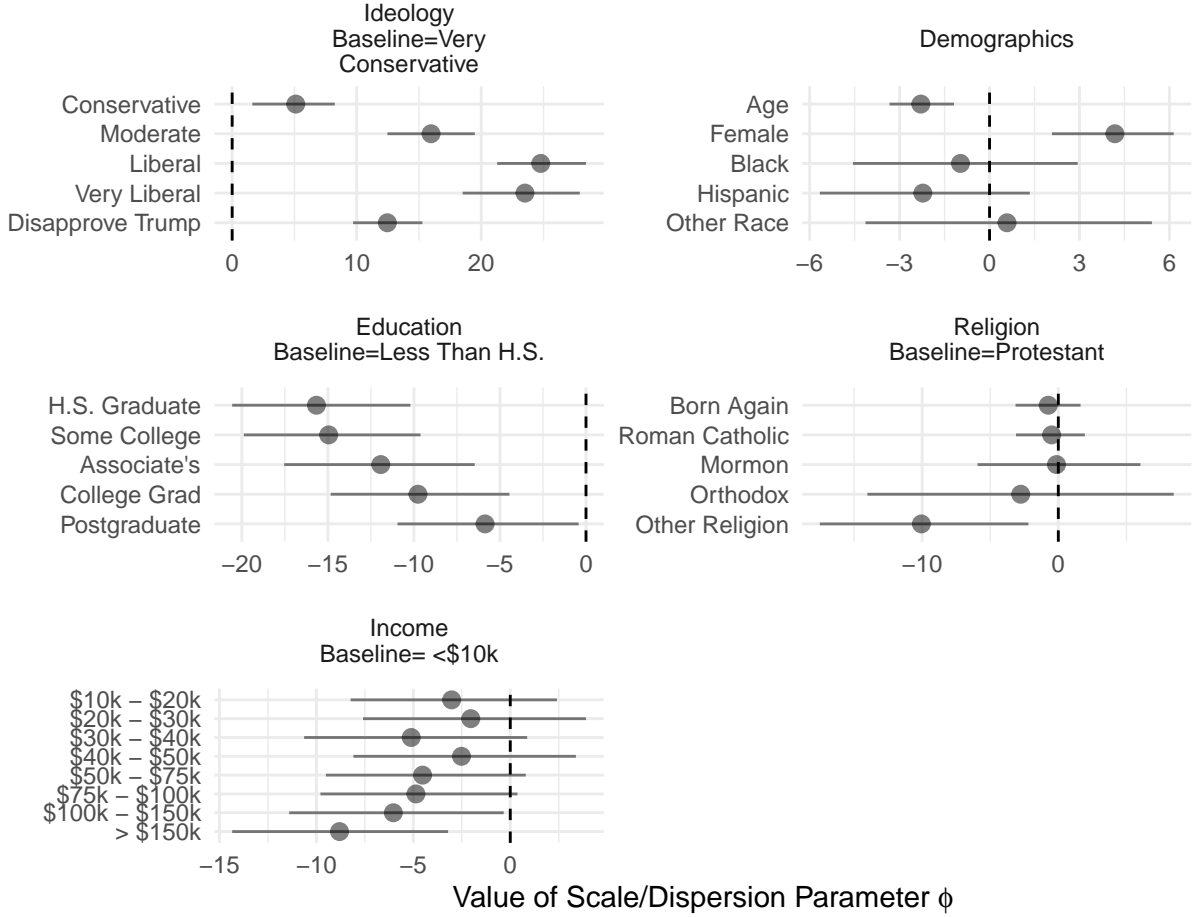 Ideology
Baseline=Very
Conservative
Conservative
Moderate
Liberal
Very Liberal
Disapprove Trump
0 10 20
Demographics
Age
Female
Black
Hispanic
Other Race
−6 −3 0 3 6
Education
Baseline=Less Than H.S.
H.S. Graduate
Some College
Associate's
College Grad
Postgraduate
−20 −15 −10 −5 0
Religion
Baseline=Protestant
Born Again
Roman Catholic
Mormon
Orthodox
Other Religion
−10 0
Income
Baseline= <$10k
$10k − $20k
$20k − $30k
$30k − $40k
$40k − $50k
$50k − $75k
$75k − $100k
$100k − $150k
> $150k
−15 −10 −5 0
Value of Scale/Dispersion Parameter ϕ